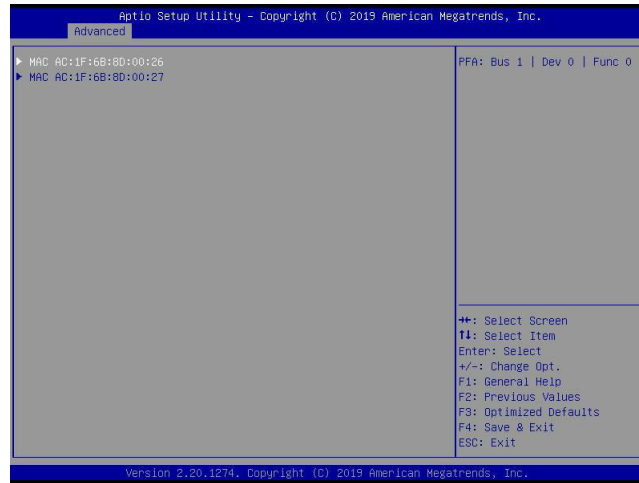 Aptio Setup Utility – Copyright (C) 2019 American Megatrends, Inc.
Advanced
▶ MAC AC:1F:6B:8D:00:26
▶ MAC AC:1F:6B:8D:00:27
PFA: Bus 1 | Dev 0 | Func 0
→←: Select Screen
↑↓: Select Item
Enter: Select
+/-: Change Opt.
F1: General Help
F2: Previous Values
F3: Optimized Defaults
F4: Save & Exit
ESC: Exit
Version 2.20.1274. Copyright (C) 2019 American Megatrends, Inc.